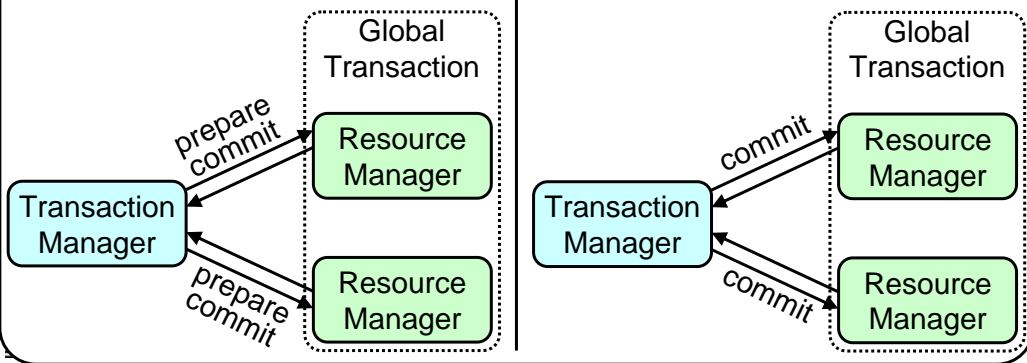 Global
Transaction
prepare
commit
Resource
Manager
Transaction
Manager
prepare
commit
Resource
Manager
Global
Transaction
commit
Resource
Manager
Transaction
Manager
commit
Resource
Manager